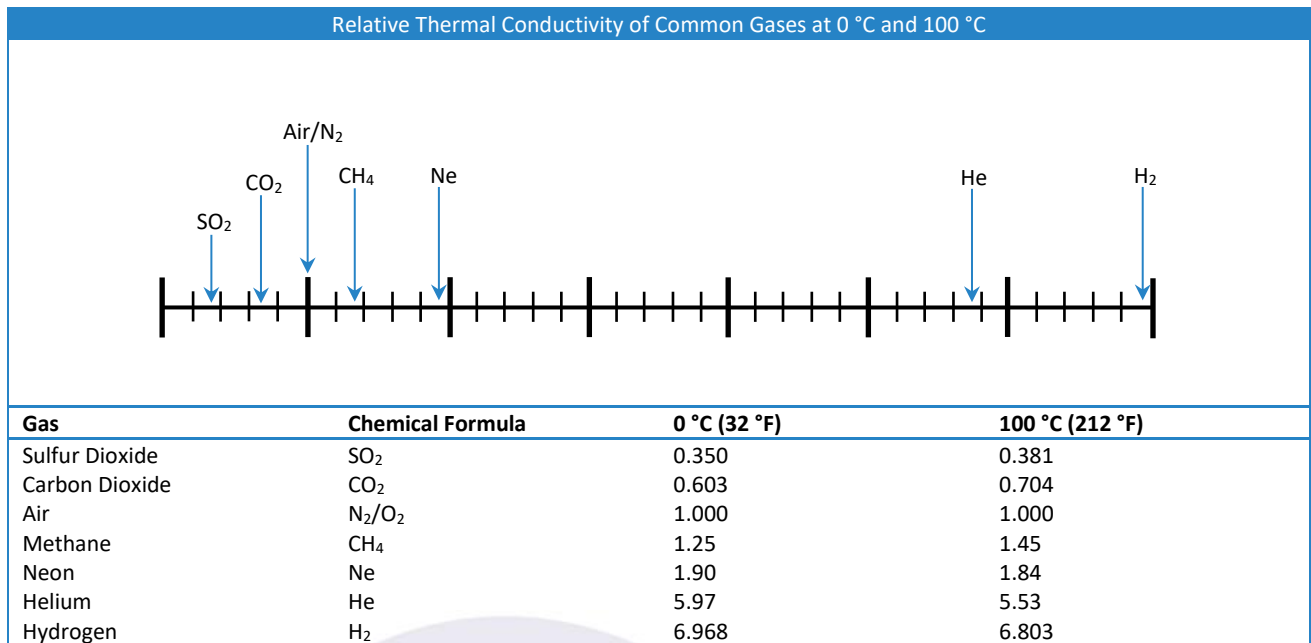 Relative Thermal Conductivity of Common Gases at 0 °C and 100 °C
Air/N₂
CO₂ CH₄ Ne He H₂
SO₂
Gas Chemical Formula 0 °C (32 °F) 100 °C (212 °F)
Sulfur Dioxide SO₂ 0.350 0.381
Carbon Dioxide CO₂ 0.603 0.704
Air N₂/O₂ 1.000 1.000
Methane CH₄ 1.25 1.45
Neon Ne 1.90 1.84
Helium He 5.97 5.53
Hydrogen H₂ 6.968 6.803